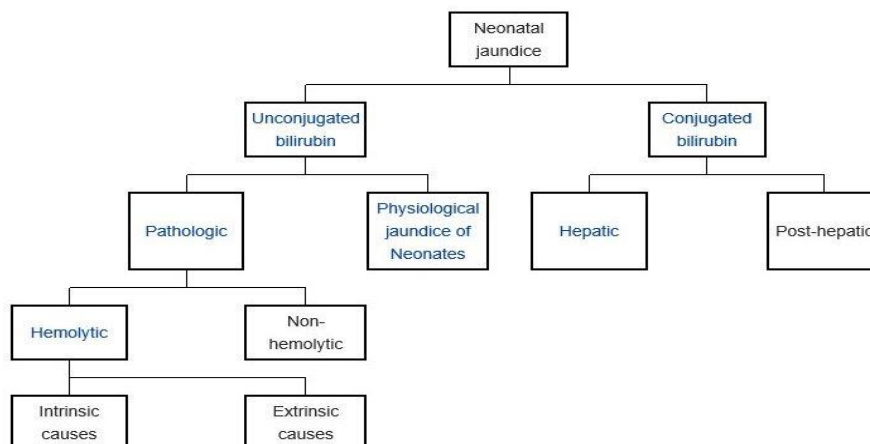 Neonatal
jaundice
Unconjugated
bilirubin
Conjugated
bilirubin
Pathologic
Physiological
jaundice of
Neonates
Hepatic
Post-hepatic
Hemolytic
Non-
hemolytic
Intrinsic
causes
Extrinsic
causes